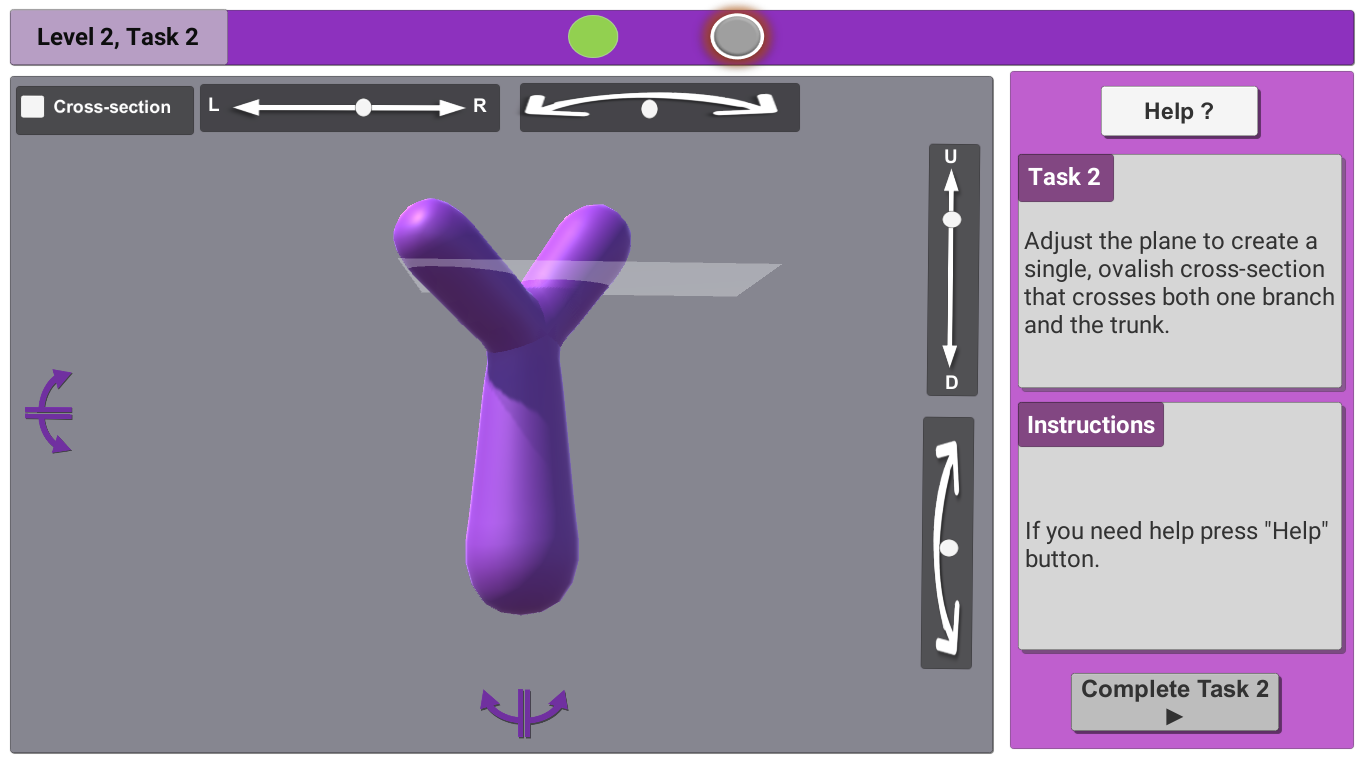 Level 2, Task 2
Cross-section
L
R
Help ?
U
D
Task 2
Adjust the plane to create a
single, ovalish cross-section
that crosses both one branch
and the trunk.
Instructions
If you need help press "Help"
button.
Complete Task 2